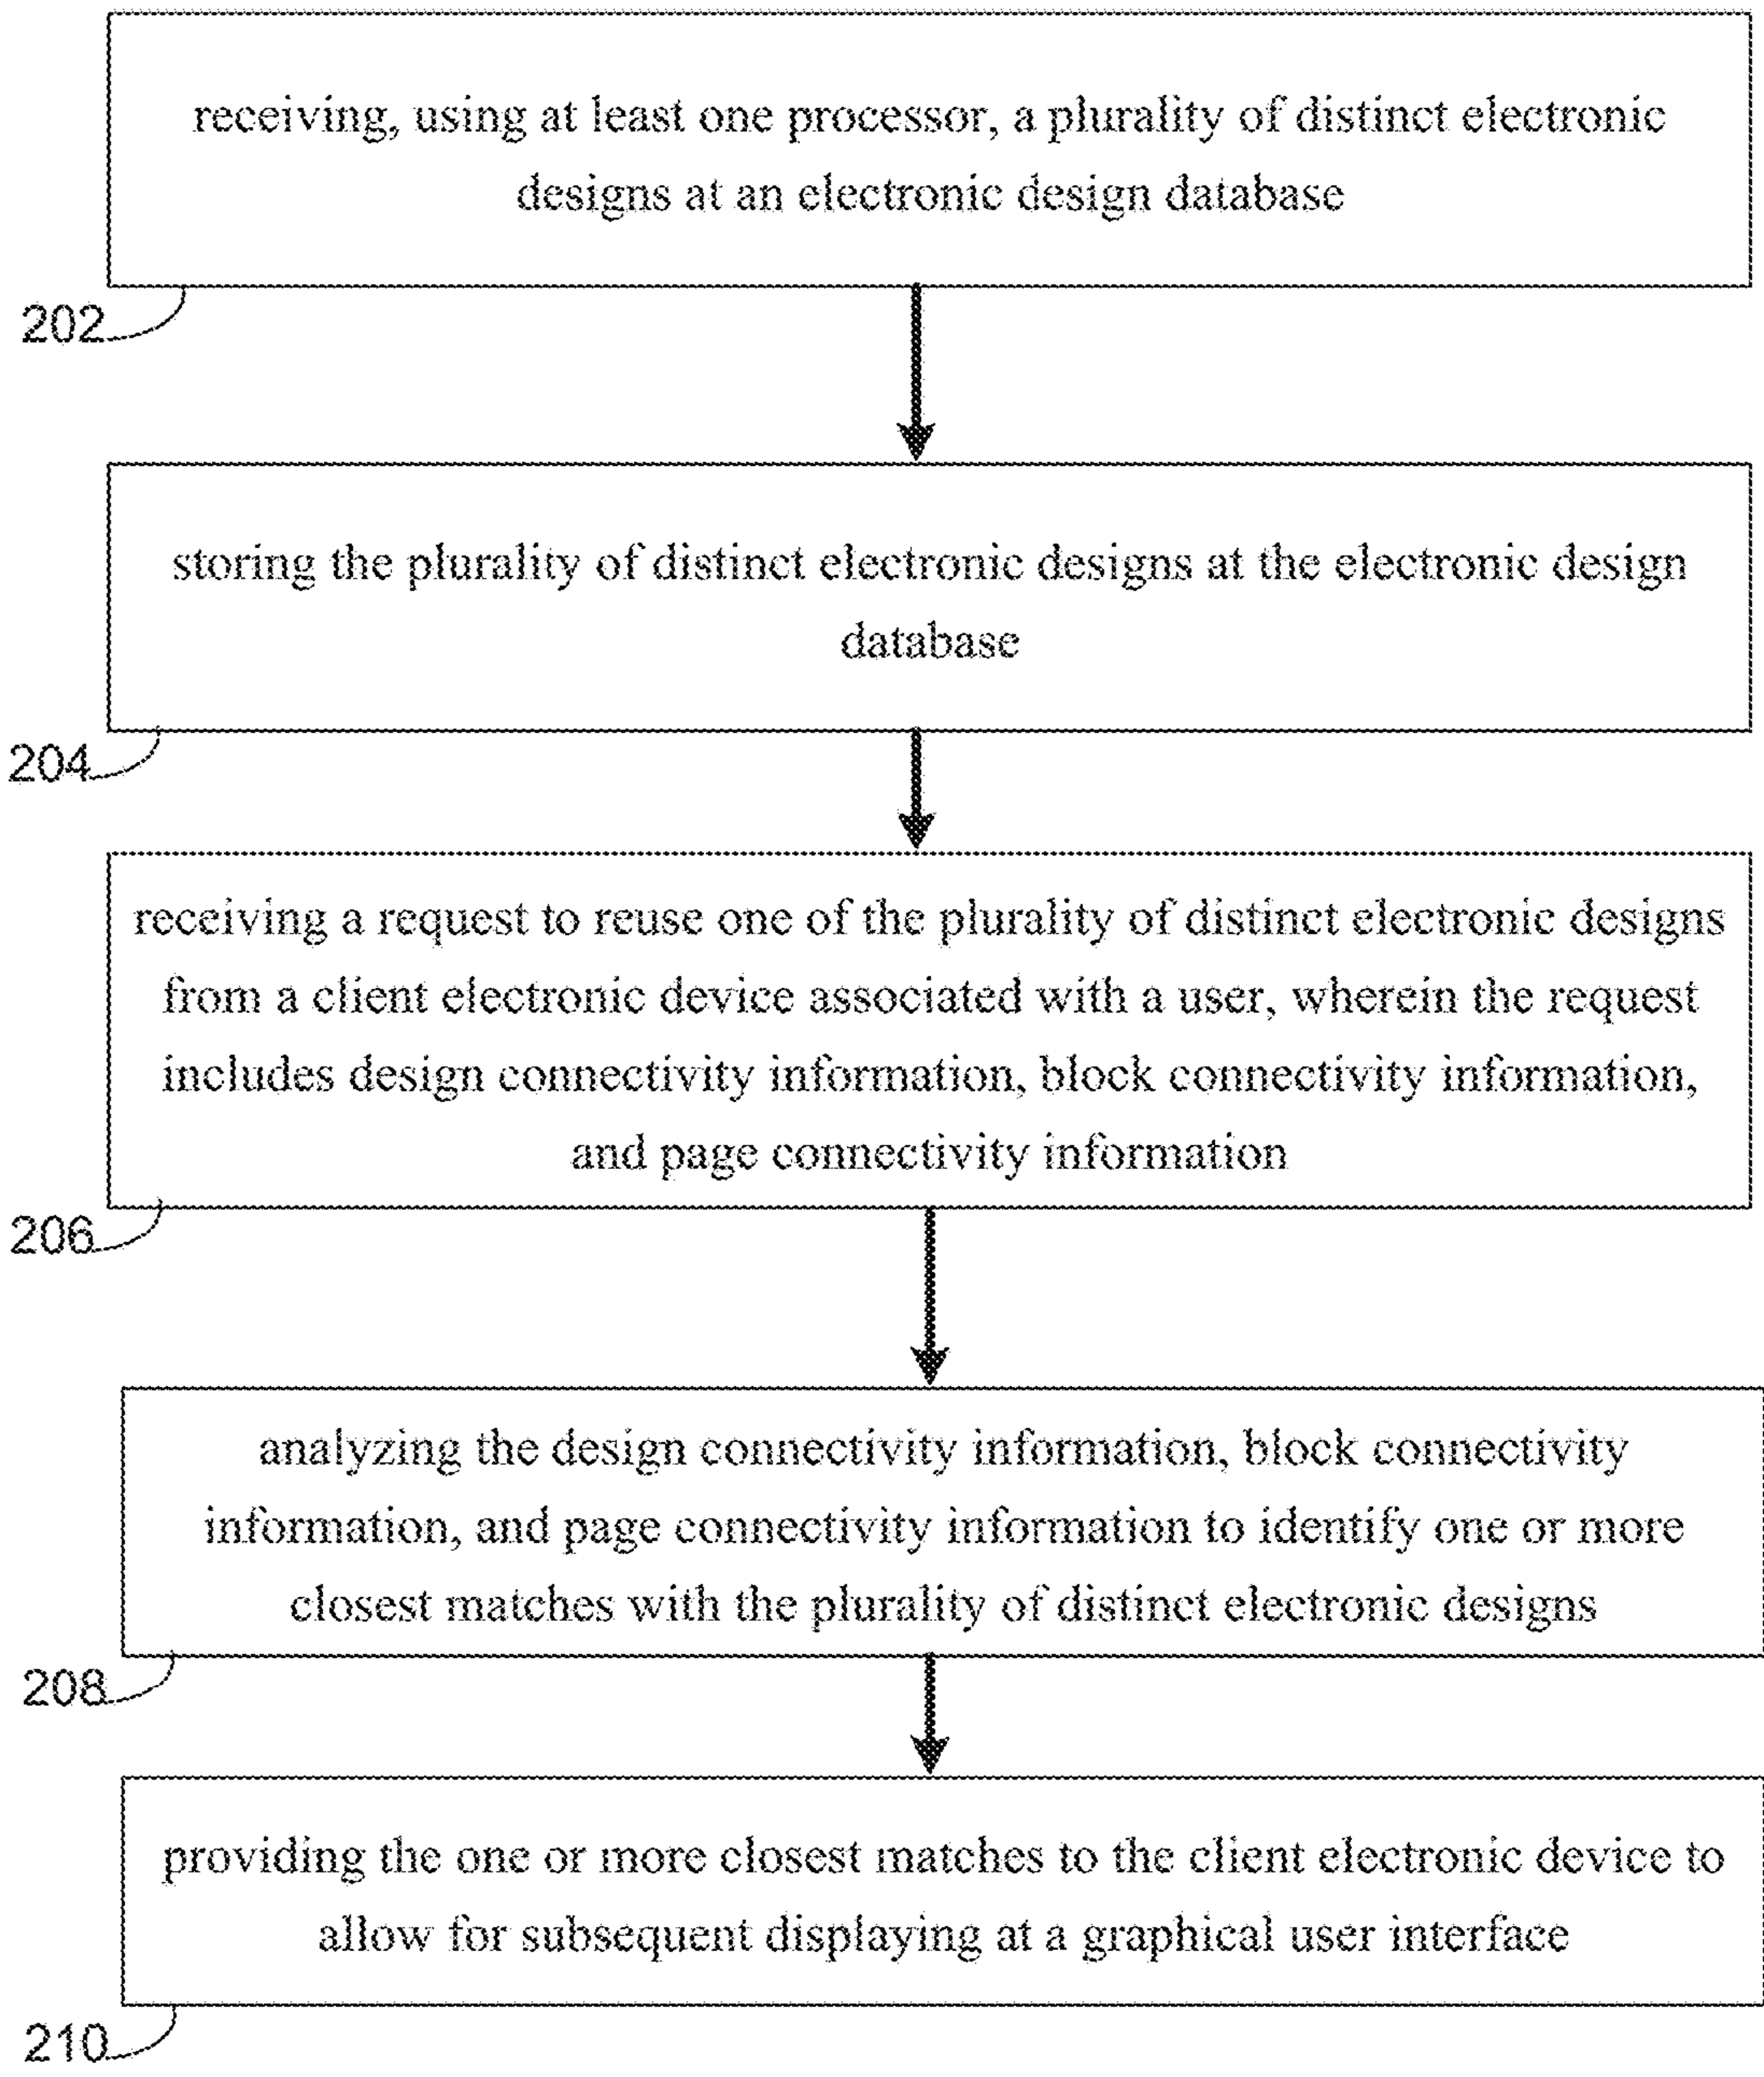 receiving, using at least one processor, a plurality of distinct electronic
designs at an electronic design database
202
storing the plurality of distinct electronic designs at the electronic design
database
204
receiving a request to reuse one of the plurality of distinct electronic designs
from a client electronic device associated with a user, wherein the request
includes design connectivity information, block connectivity information,
and page connectivity information
206
analyzing the design connectivity information, block connectivity
information, and page connectivity information to identify one or more
closest matches with the plurality of distinct electronic designs
208
providing the one or more closest matches to the client electronic device to
allow for subsequent displaying at a graphical user interface
210